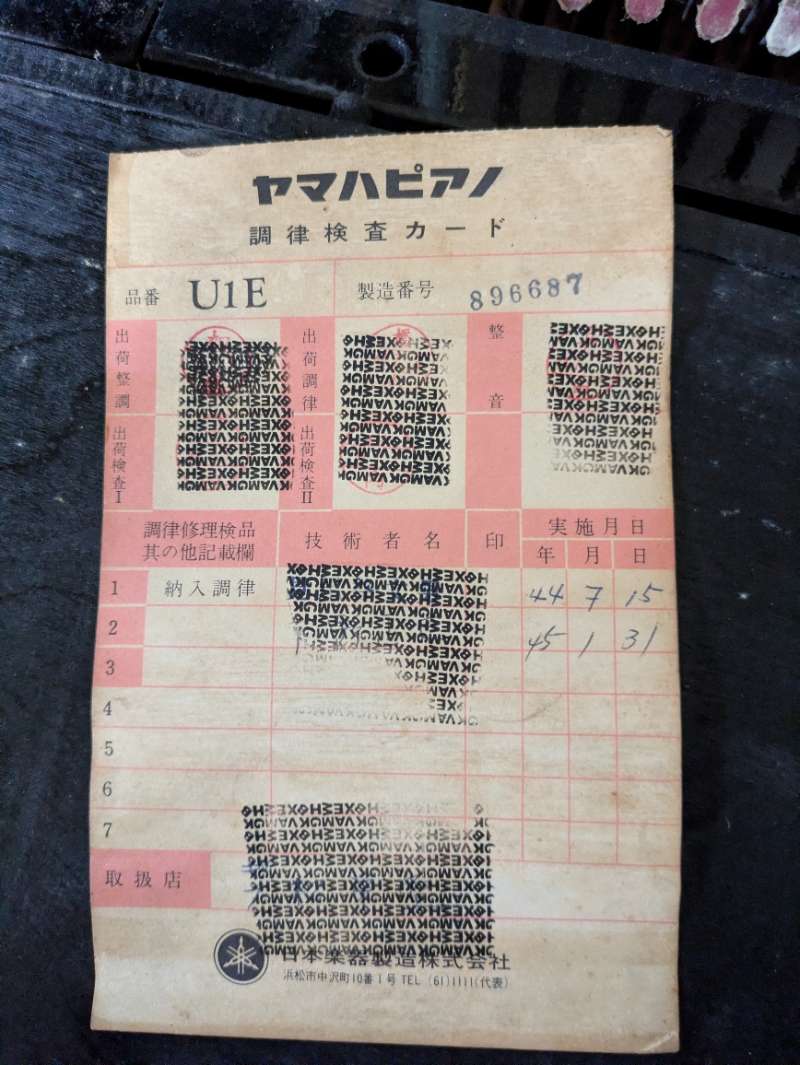 ヤマハピアノ
調律検査カード
品番 U1E 製造番号 896687
出荷整調 出荷調律 整音
出荷検査I 出荷検査II
調律修理検品 其の他記載欄 技術者名 印 実施月日
年 月 日
1 納入調律 44 7 15
2 45 1 31
3
4
5
6
7
取扱店
日本楽器製造株式会社
浜松市中沢町10番1号 TEL (61)1111(代表)